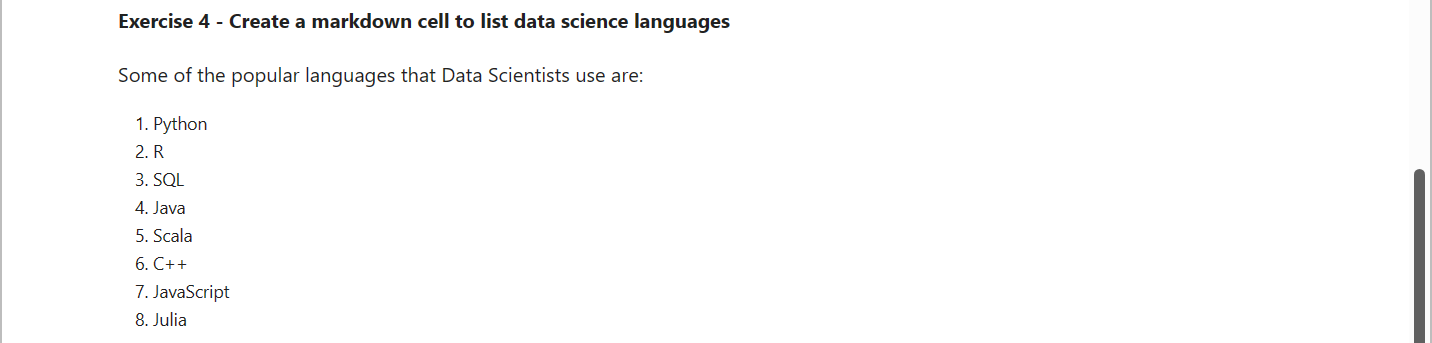 Exercise 4 - Create a markdown cell to list data science languages
Some of the popular languages that Data Scientists use are:
1. Python
2. R
3. SQL
4. Java
5. Scala
6. C++
7. JavaScript
8. Julia